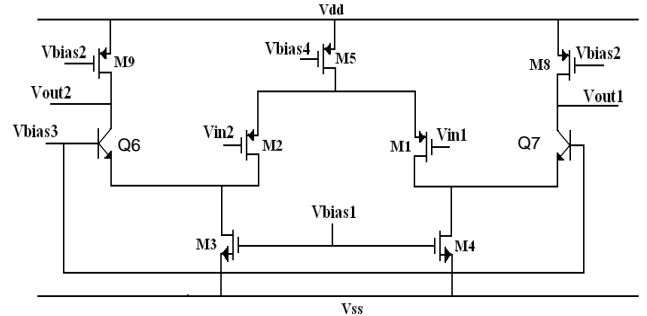 Vdd
Vbias2
M9
Vbias4
M5
M8
Vbias2
Vout2
Vout1
Vbias3
Q6
Vin2
M2
M1
Vin1
Q7
Vbias1
M3
M4
Vss